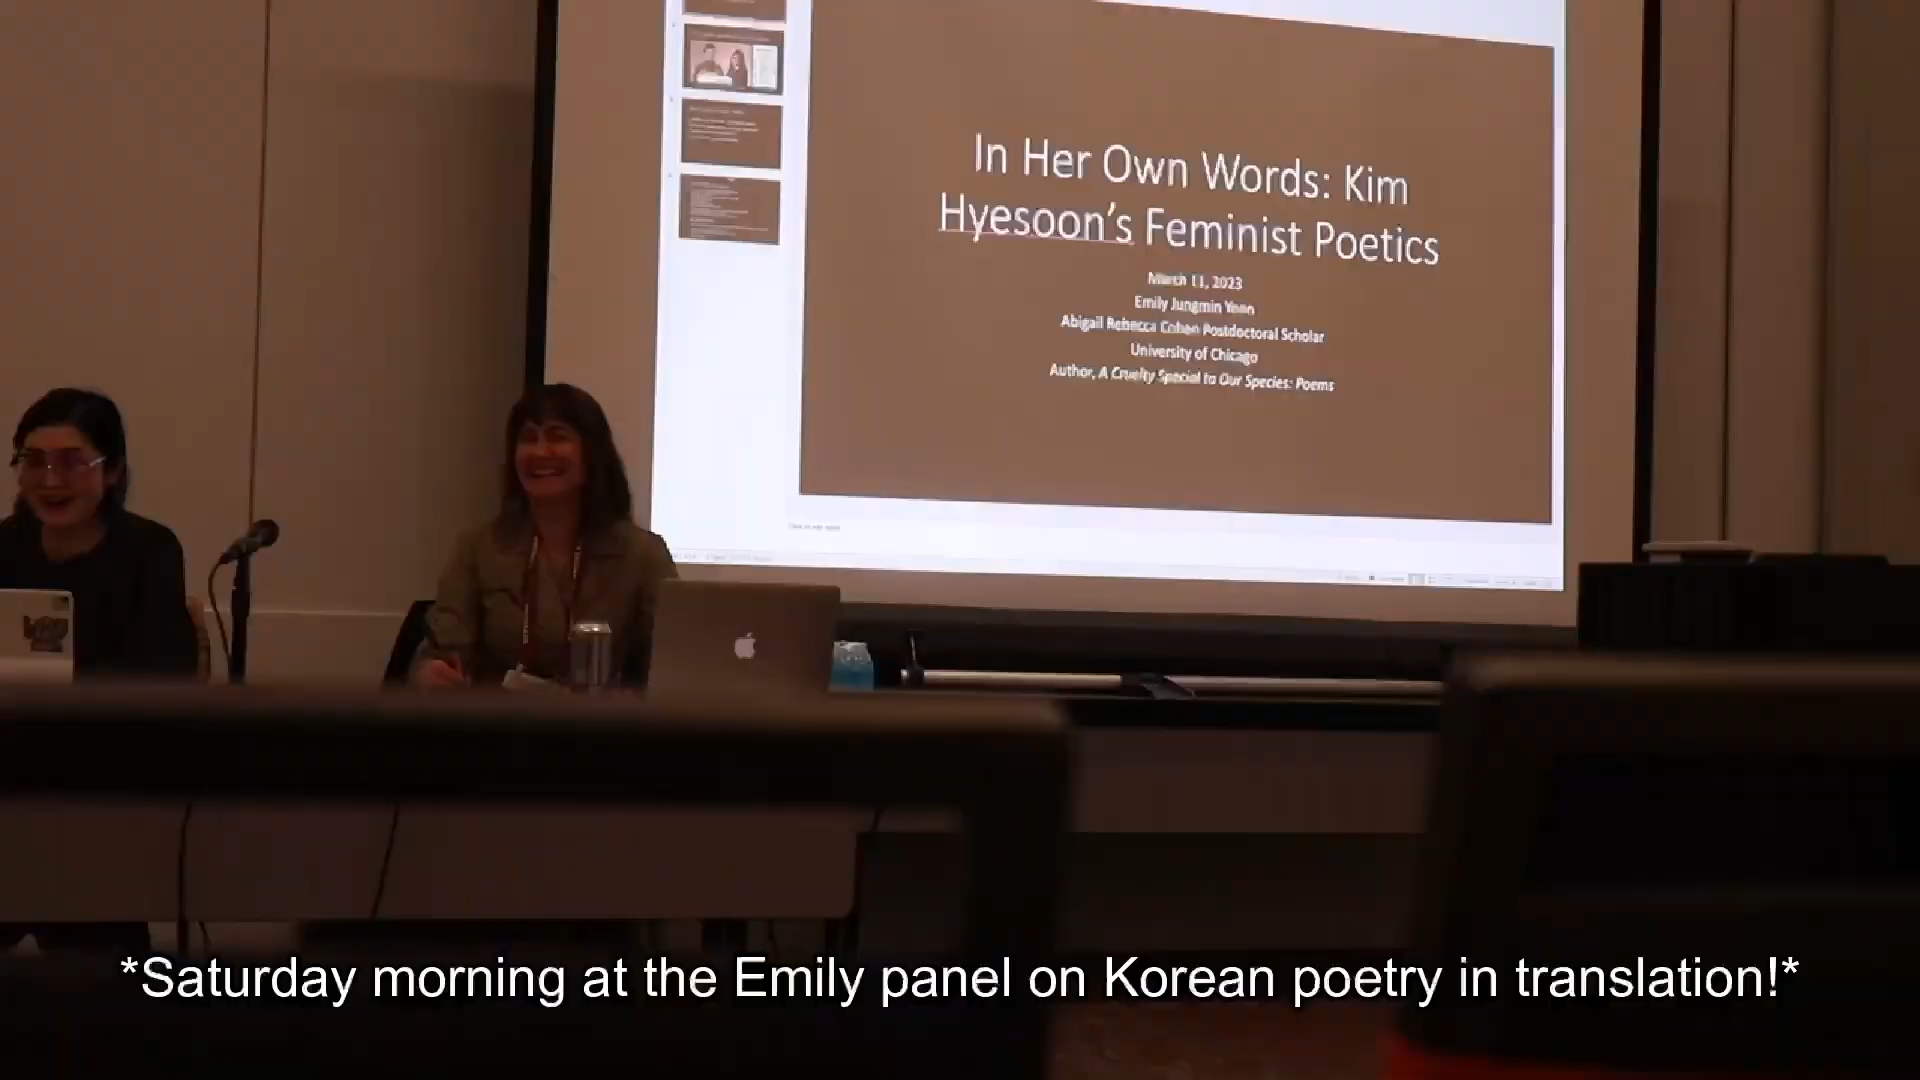 In Her Own Words: Kim
Hyesoon's Feminist Poetics
March 11, 2023
Emily Jungmin Yoon
Abigail Rebecca Cohen Postdoctoral Scholar
University of Chicago
Author, A Cruelty Special to Our Species: Poems
*Saturday morning at the Emily panel on Korean poetry in translation!*